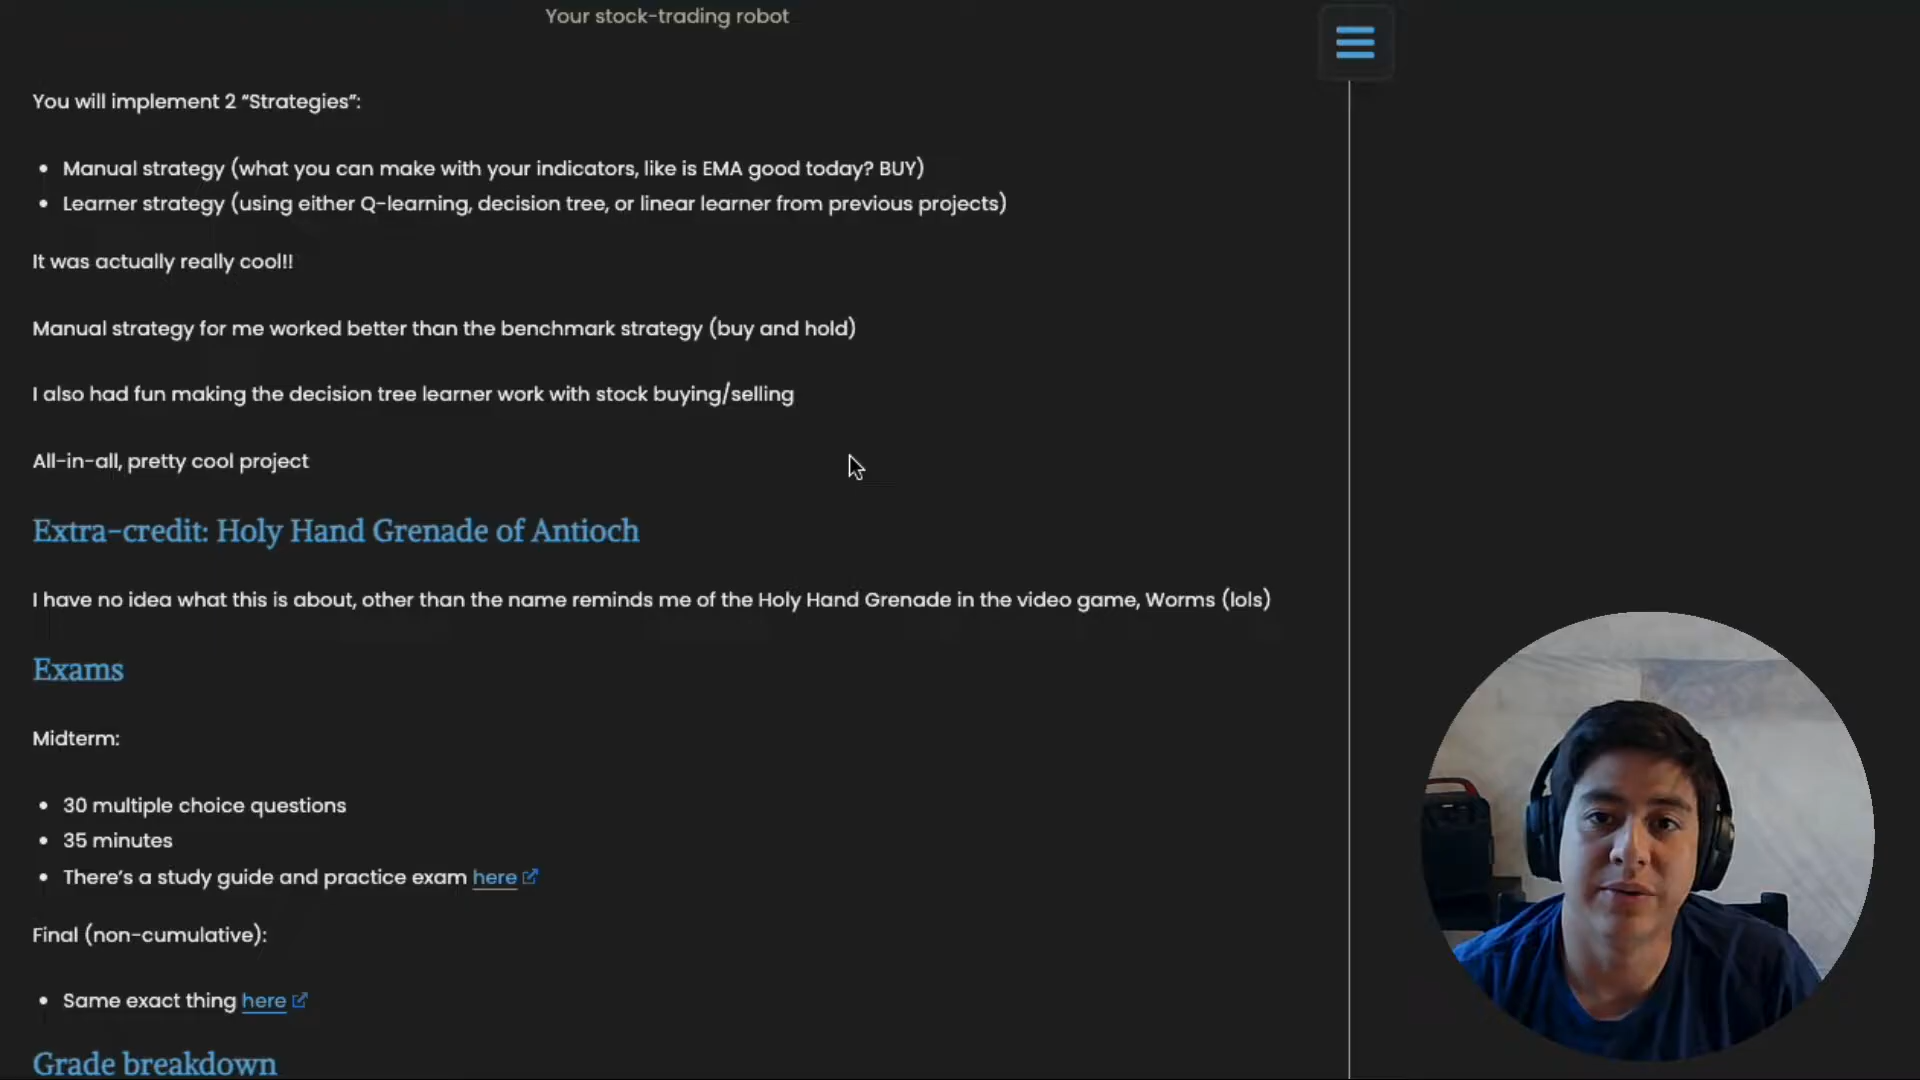 Your stock-trading robot
You will implement 2 “Strategies”:
Manual strategy (what you can make with your indicators, like is EMA good today? BUY)
Learner strategy (using either Q-learning, decision tree, or linear learner from previous projects)
It was actually really cool!!
Manual strategy for me worked better than the benchmark strategy (buy and hold)
I also had fun making the decision tree learner work with stock buying/selling
All-in-all, pretty cool project
Extra-credit: Holy Hand Grenade of Antioch
I have no idea what this is about, other than the name reminds me of the Holy Hand Grenade in the video game, Worms (lols)
Exams
Midterm:
30 multiple choice questions
35 minutes
There’s a study guide and practice exam here
Final (non-cumulative):
Same exact thing here
Grade breakdown